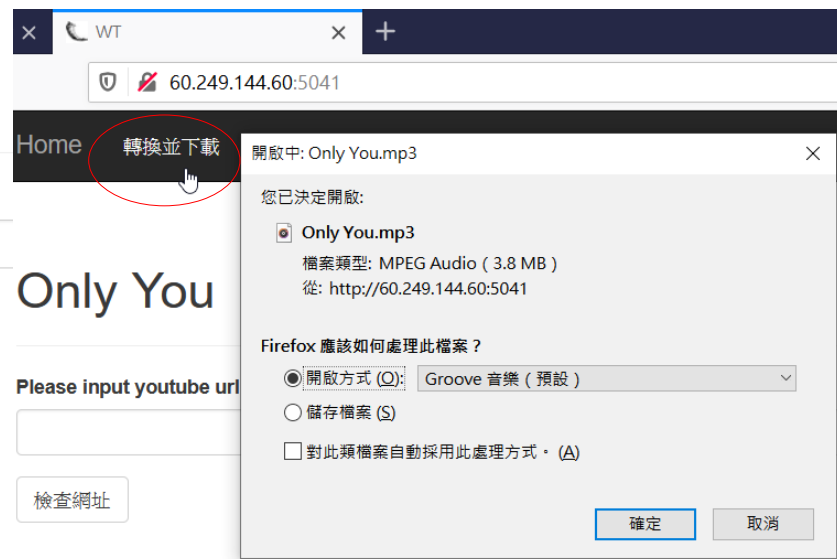 WT
60.249.144.60:5041
Home 轉換並下載
開啟中: Only You.mp3
您已決定開啟:
Only You.mp3
檔案類型: MPEG Audio ( 3.8 MB )
從: http://60.249.144.60:5041
Only You
Firefox 應該如何處理此檔案？
Please input youtube url
開啟方式 (O): Groove 音樂 ( 預設 )
儲存檔案 (S)
對此類檔案自動採用此處理方式。 (A)
檢查網址
確定 取消